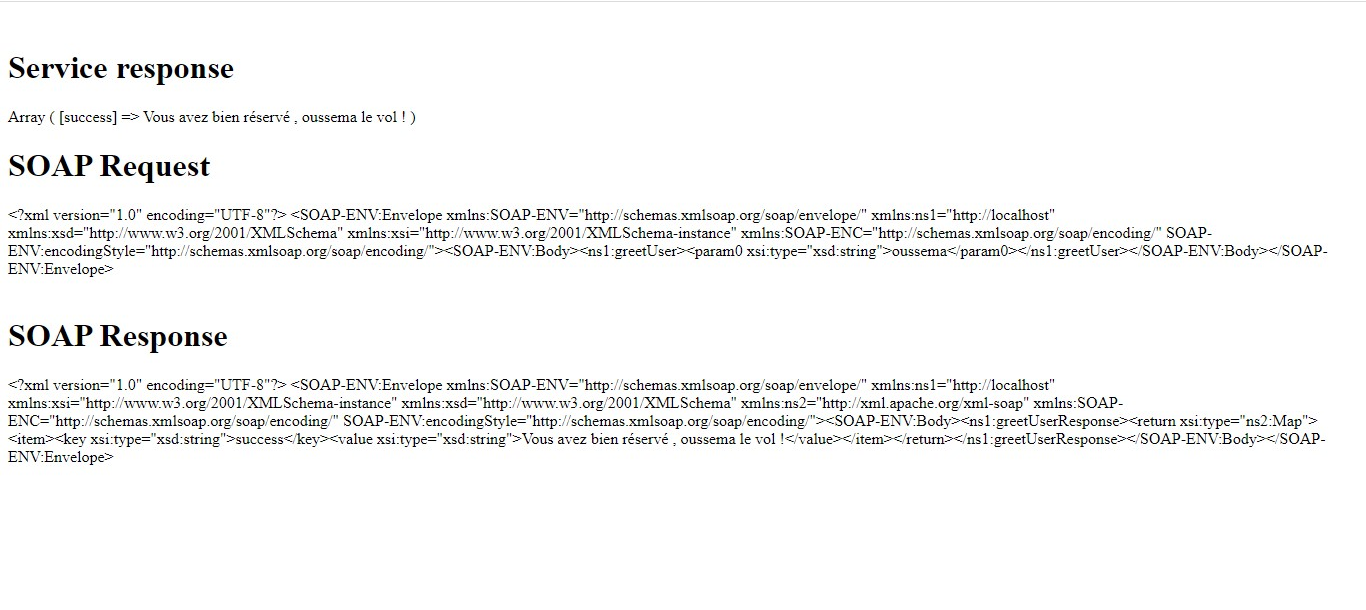 Service response
Array ( [success] => Vous avez bien réservé , oussema le vol ! )
SOAP Request
<?xml version="1.0" encoding="UTF-8"?> <SOAP-ENV:Envelope xmlns:SOAP-ENV="http://schemas.xmlsoap.org/soap/envelope/" xmlns:ns1="http://localhost"
xmlns:xsd="http://www.w3.org/2001/XMLSchema" xmlns:xsi="http://www.w3.org/2001/XMLSchema-instance" xmlns:SOAP-ENC="http://schemas.xmlsoap.org/soap/encoding/" SOAP-
ENV:encodingStyle="http://schemas.xmlsoap.org/soap/encoding/"><SOAP-ENV:Body><ns1:greetUser><param0 xsi:type="xsd:string">oussema</param0></ns1:greetUser></SOAP-ENV:Body></SOAP-
ENV:Envelope>
SOAP Response
<?xml version="1.0" encoding="UTF-8"?> <SOAP-ENV:Envelope xmlns:SOAP-ENV="http://schemas.xmlsoap.org/soap/envelope/" xmlns:ns1="http://localhost"
xmlns:xsi="http://www.w3.org/2001/XMLSchema-instance" xmlns:xsd="http://www.w3.org/2001/XMLSchema" xmlns:ns2="http://xml.apache.org/xml-soap" xmlns:SOAP-
ENC="http://schemas.xmlsoap.org/soap/encoding/" SOAP-ENV:encodingStyle="http://schemas.xmlsoap.org/soap/encoding/"><SOAP-ENV:Body><ns1:greetUserResponse><return xsi:type="ns2:Map">
<item><key xsi:type="xsd:string">success</key><value xsi:type="xsd:string">Vous avez bien réservé , oussema le vol !</value></item></return></ns1:greetUserResponse></SOAP-ENV:Body></SOAP-
ENV:Envelope>